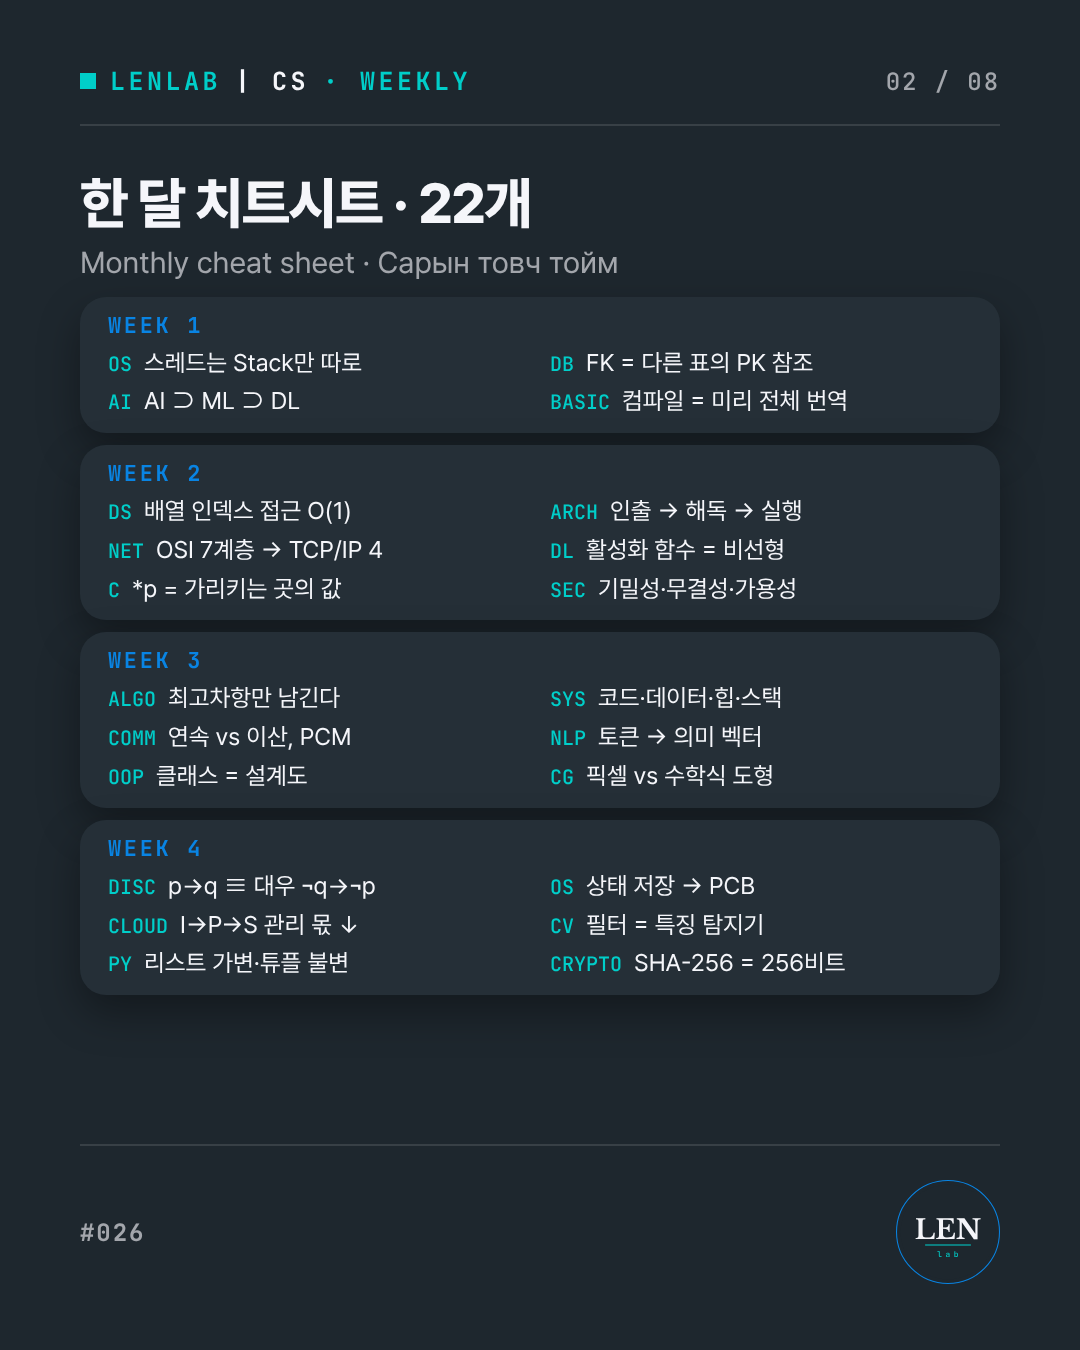 LENLAB | CS · WEEKLY
02 / 08
한 달 치트시트 · 22개
Monthly cheat sheet · Сарын товч тойм
WEEK 1
OS 스레드는 Stack만 따로
DB FK = 다른 표의 PK 참조
AI AI ⊃ ML ⊃ DL
BASIC 컴파일 = 미리 전체 번역
WEEK 2
DS 배열 인덱스 접근 O(1)
ARCH 인출 → 해독 → 실행
NET OSI 7계층 → TCP/IP 4
DL 활성화 함수 = 비선형
C *p = 가리키는 곳의 값
SEC 기밀성·무결성·가용성
WEEK 3
ALGO 최고차항만 남긴다
SYS 코드·데이터·힙·스택
COMM 연속 vs 이산, PCM
NLP 토큰 → 의미 벡터
OOP 클래스 = 설계도
CG 픽셀 vs 수학식 도형
WEEK 4
DISC p→q ≡ 대우 ¬q→¬p
OS 상태 저장 → PCB
CLOUD I→P→S 관리 몫 ↓
CV 필터 = 특징 탐지기
PY 리스트 가변·튜플 불변
CRYPTO SHA-256 = 256비트
#026
LEN
lab